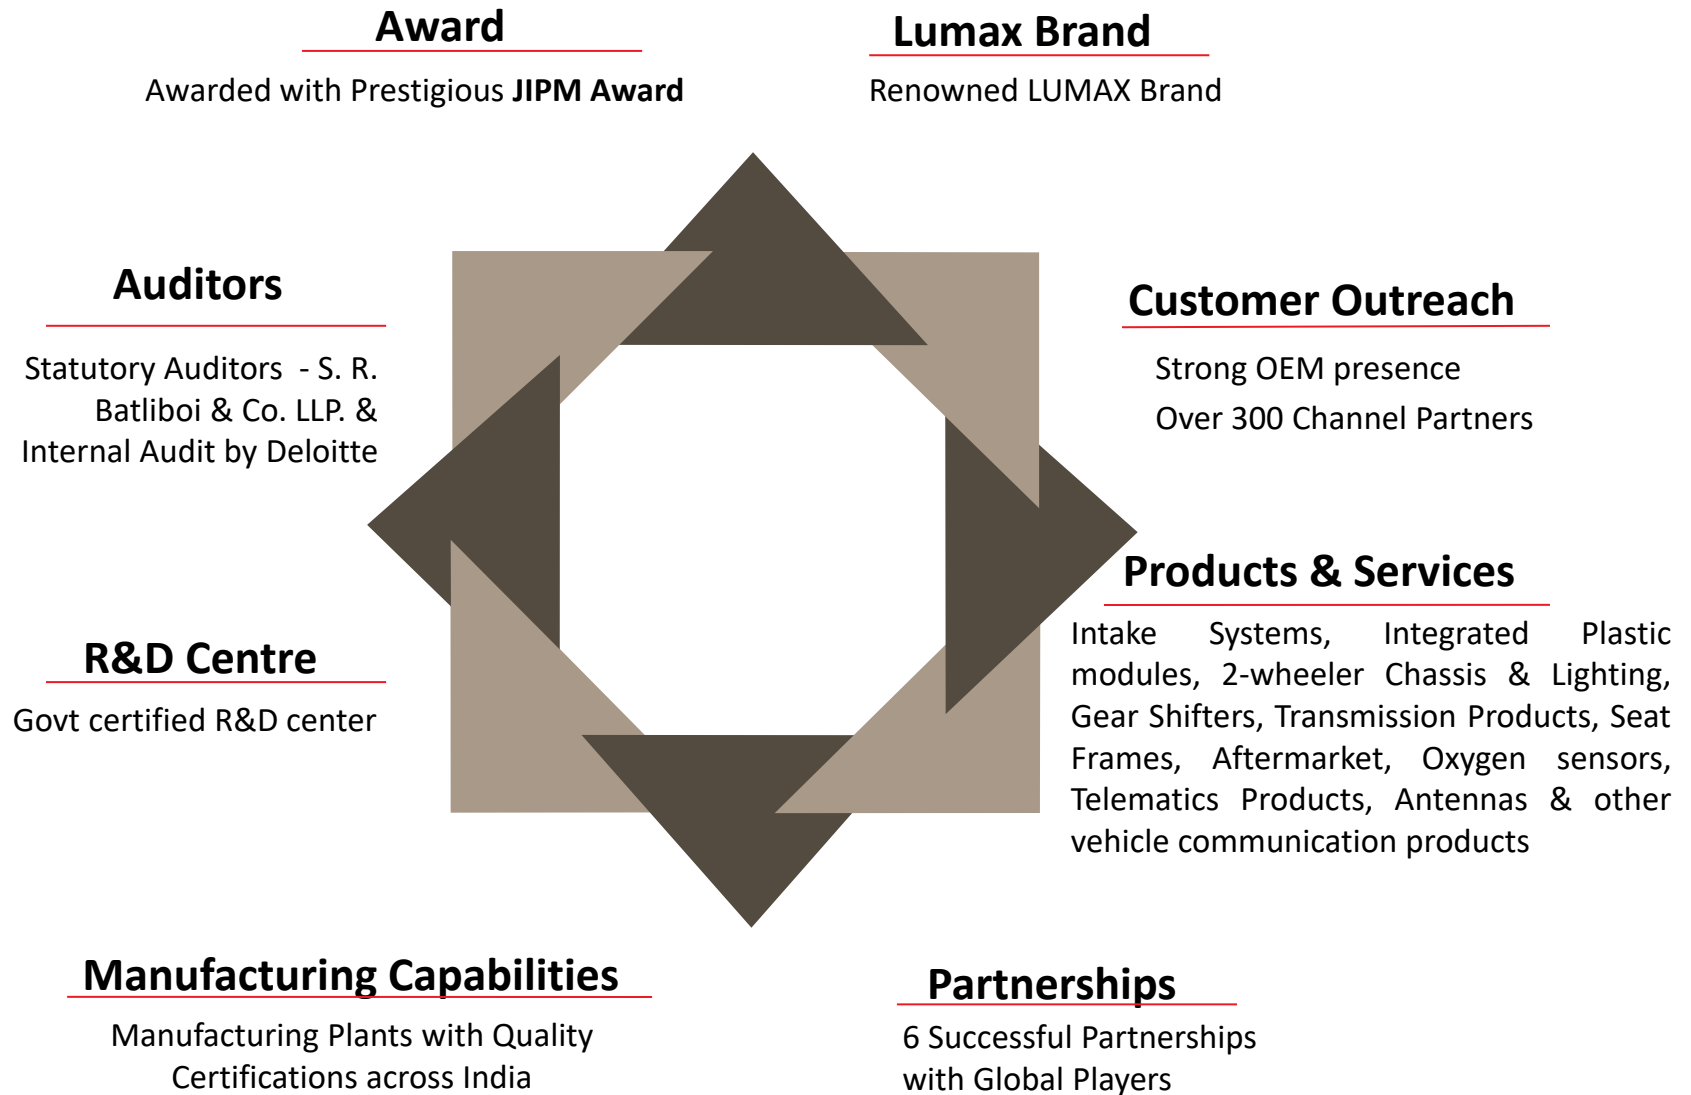 Award
Awarded with Prestigious JIPM Award
Lumax Brand
Renowned LUMAX Brand
Auditors
Statutory Auditors - S. R.
Batliboi & Co. LLP. &
Internal Audit by Deloitte
Customer Outreach
Strong OEM presence
Over 300 Channel Partners
R&D Centre
Govt certified R&D center
Products & Services
Intake Systems, Integrated Plastic
modules, 2-wheeler Chassis & Lighting,
Gear Shifters, Transmission Products, Seat
Frames, Aftermarket, Oxygen sensors,
Telematics Products, Antennas & other
vehicle communication products
Manufacturing Capabilities
Manufacturing Plants with Quality
Certifications across India
Partnerships
6 Successful Partnerships
with Global Players